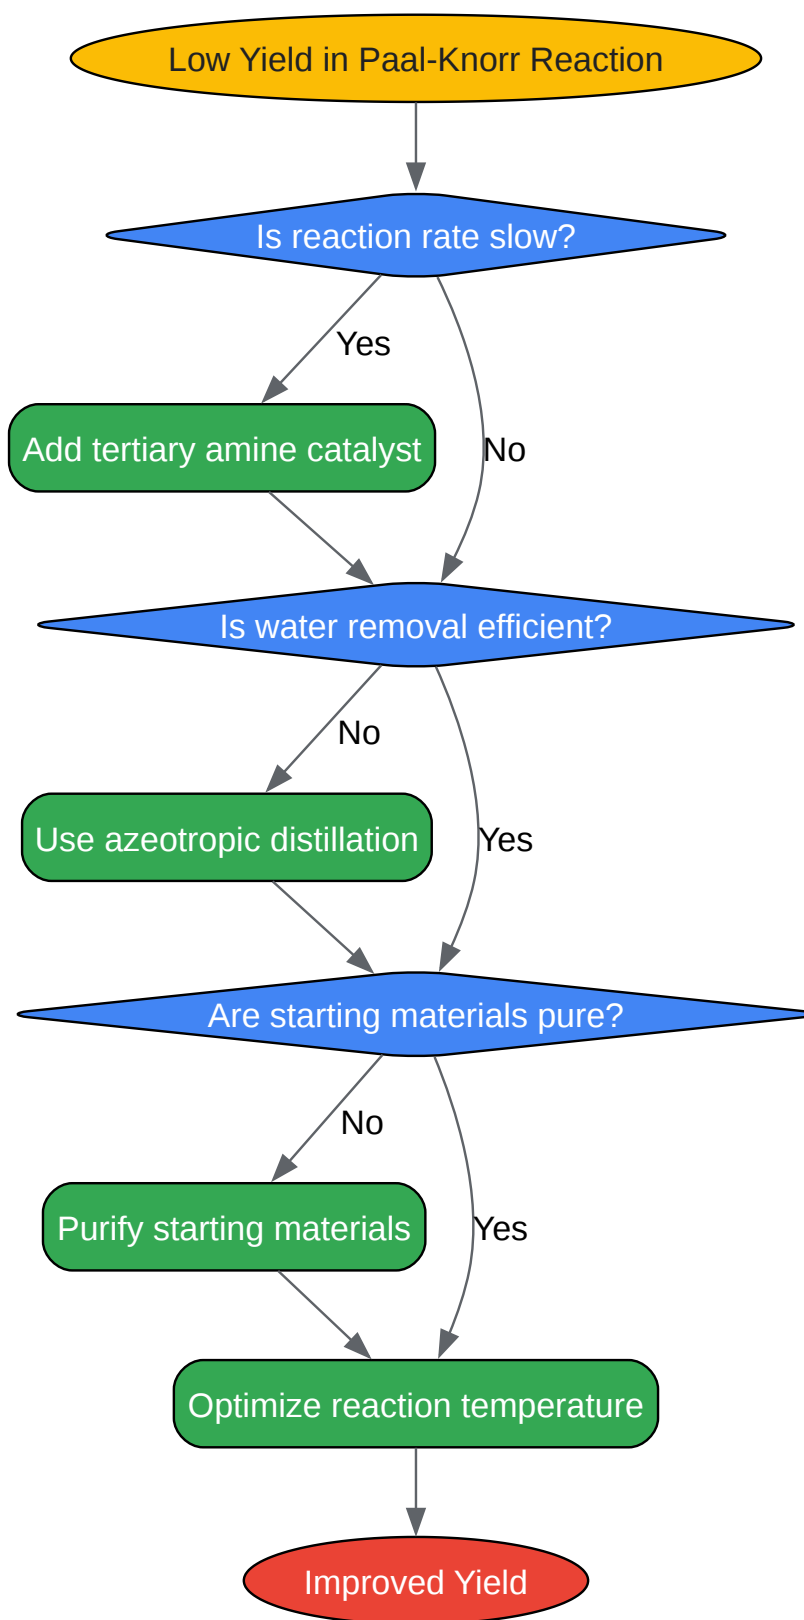 Low Yield in Paal-Knorr Reaction
Is reaction rate slow?
Yes
Add tertiary amine catalyst
No
Is water removal efficient?
No
Use azeotropic distillation
Yes
Are starting materials pure?
No
Purify starting materials
Yes
Optimize reaction temperature
Improved Yield